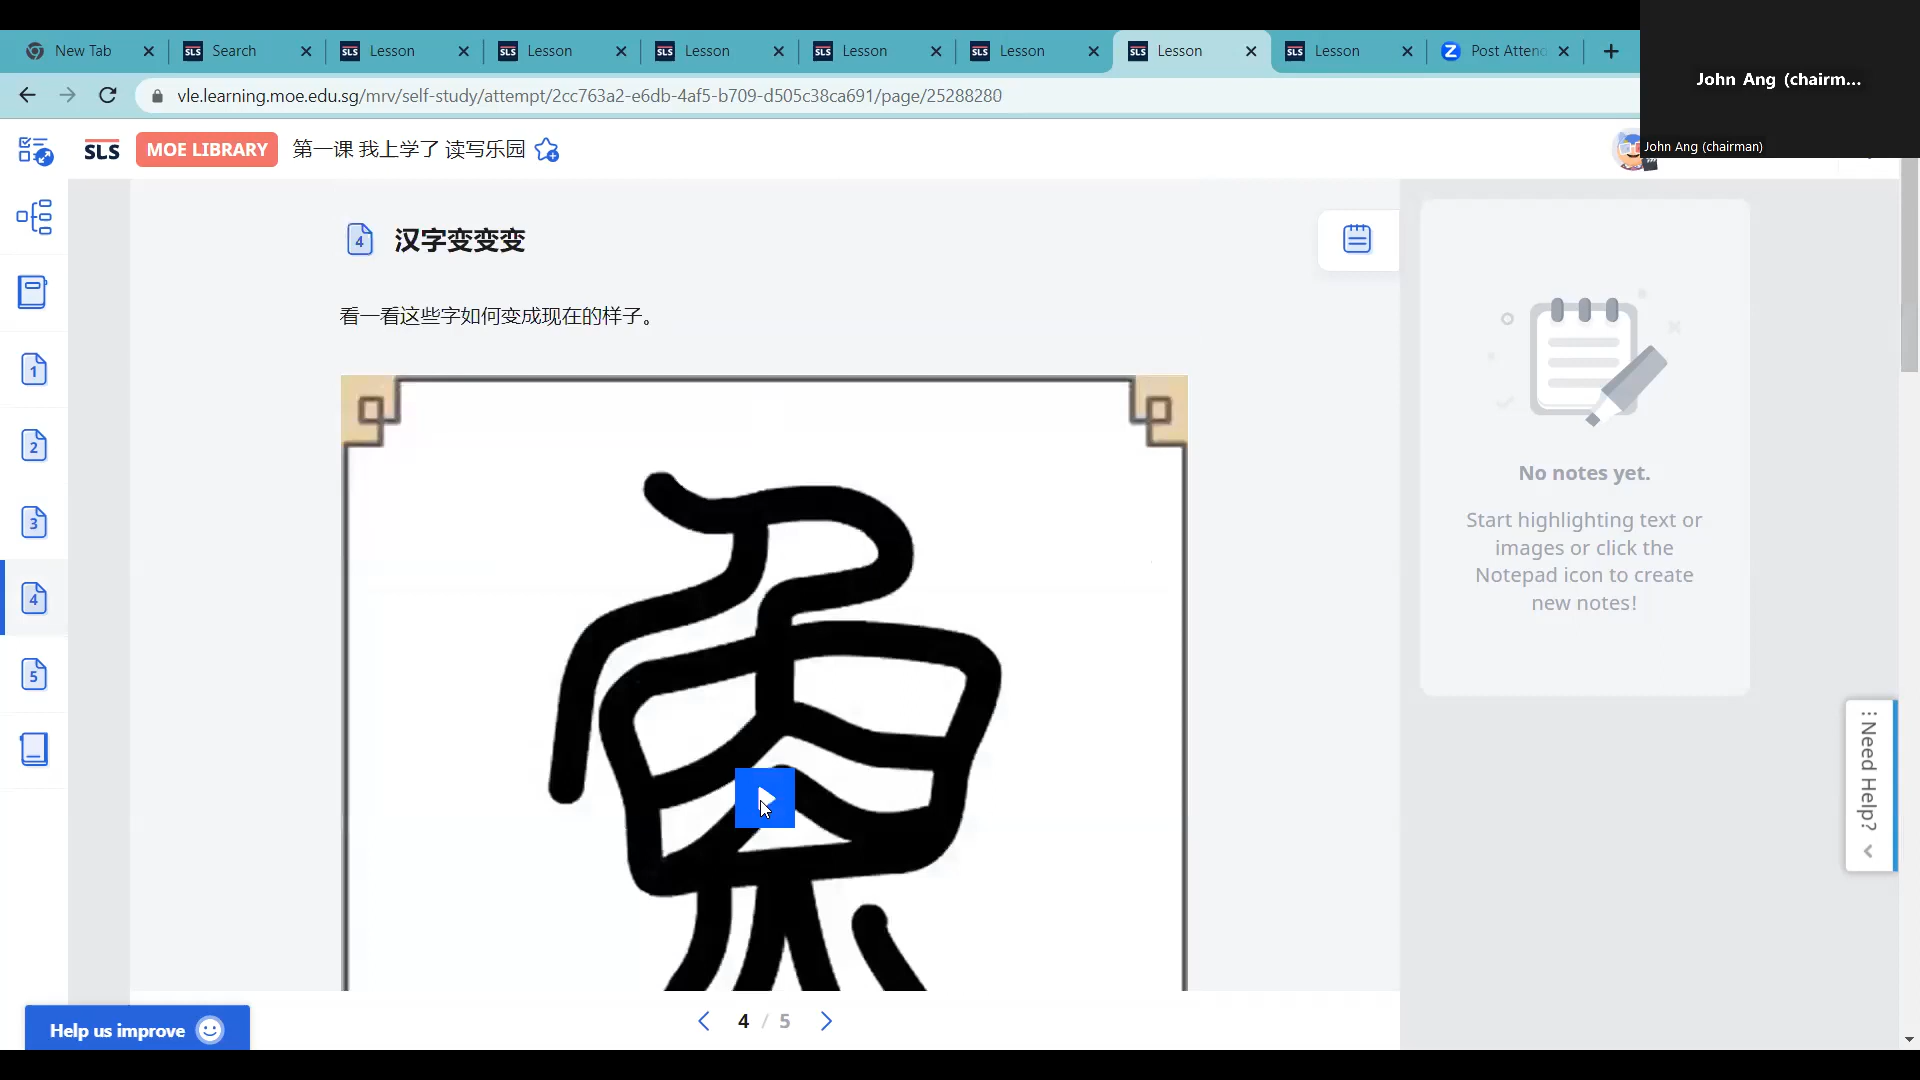 New Tab
Search
Lesson
Lesson
Lesson
Lesson
Lesson
Lesson
Lesson
Post Atteno
John Ang (chairm...
John Ang (chairman)
vle.learning.moe.edu.sg/mrv/self-study/attempt/2cc763a2-e6db-4af5-b709-d505c38ca691/page/25288280
SLS
MOE LIBRARY
第一课 我上学了 读写乐园
4
汉字变变变
看一看这些字如何变成现在的样子。
1
2
3
4
5
No notes yet.
Start highlighting text or
images or click the
Notepad icon to create
new notes!
Need Help?
4 / 5
Help us improve